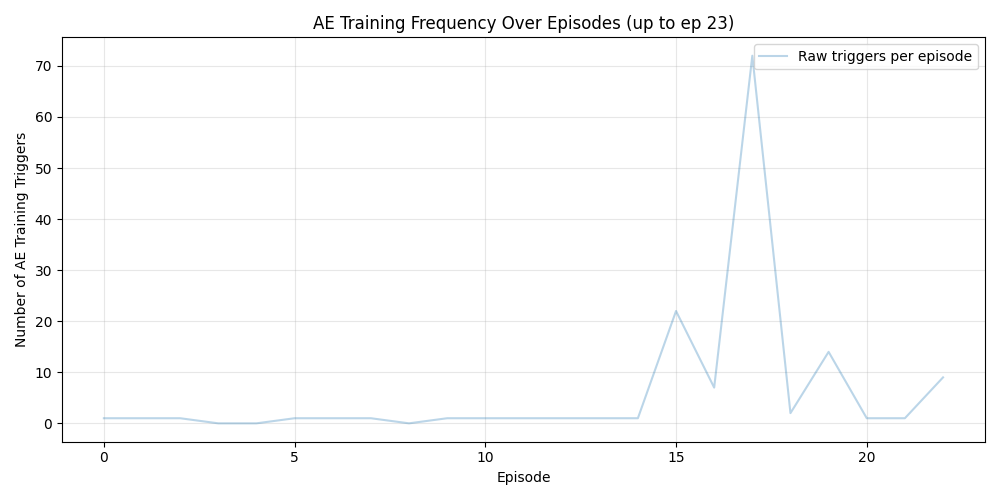 AE Training Frequency Over Episodes (up to ep 23)
Raw triggers per episode
Number of AE Training Triggers
70
60
50
40
30
20
10
0
0 5 10 15 20
Episode